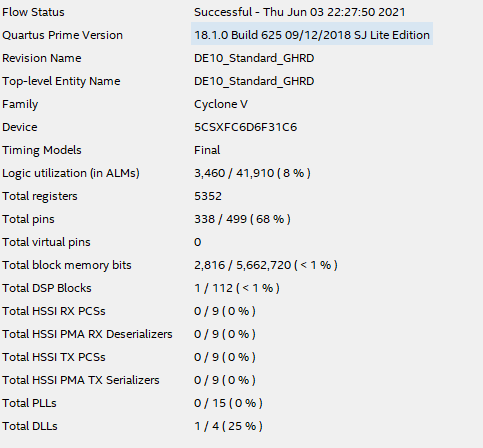 Flow Status Successful - Thu Jun 03 22:27:50 2021
Quartus Prime Version 18.1.0 Build 625 09/12/2018 SJ Lite Edition
Revision Name DE10_Standard_GHRD
Top-level Entity Name DE10_Standard_GHRD
Family Cyclone V
Device 5CSXFC6D6F31C6
Timing Models Final
Logic utilization (in ALMs) 3,460 / 41,910 ( 8 % )
Total registers 5352
Total pins 338 / 499 ( 68 % )
Total virtual pins 0
Total block memory bits 2,816 / 5,662,720 ( < 1 % )
Total DSP Blocks 1 / 112 ( < 1 % )
Total HSSI RX PCSs 0 / 9 ( 0 % )
Total HSSI PMA RX Deserializers 0 / 9 ( 0 % )
Total HSSI TX PCSs 0 / 9 ( 0 % )
Total HSSI PMA TX Serializers 0 / 9 ( 0 % )
Total PLLs 0 / 15 ( 0 % )
Total DLLs 1 / 4 ( 25 % )